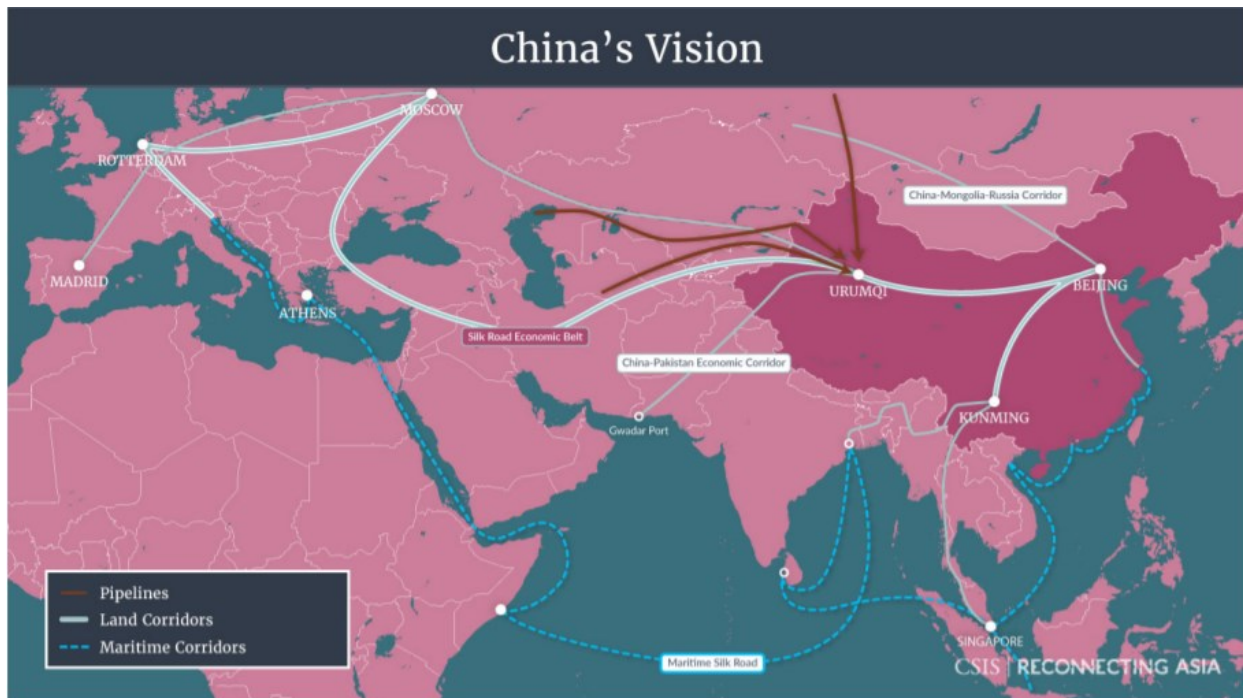 China's Vision
MOSCOW
ROTTERDAM
China-Mongolia-Russia Corridor
MADRID
URUMQI
BEIJING
ATHENS
Silk Road Economic Belt
China-Pakistan Economic Corridor
KUNMING
Gwadar Port
Pipelines
Land Corridors
Maritime Corridors
SINGAPORE
Maritime Silk Road
CSIS | RECONNECTING ASIA